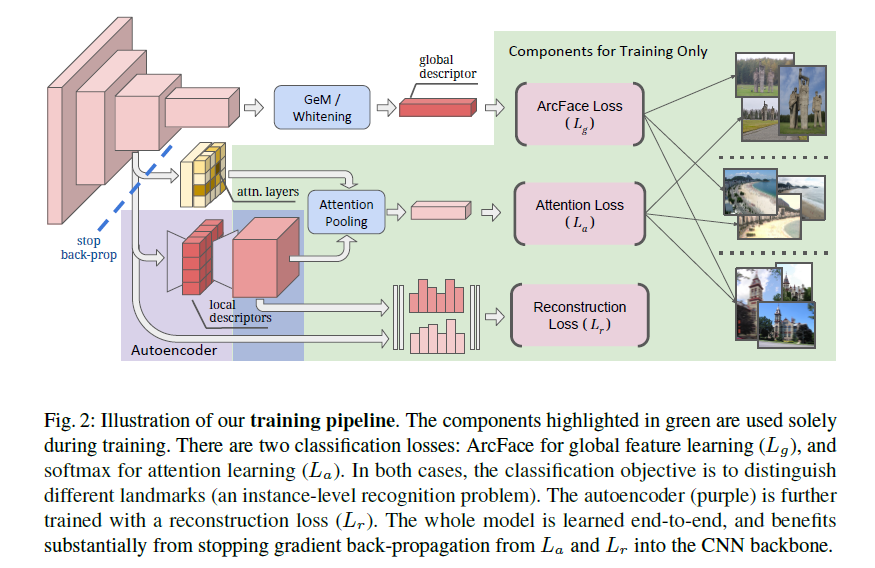 global
descriptor
Components for Training Only
GeM /
Whitening
ArcFace Loss
(L_g)
attn. layers
Attention
Pooling
Attention Loss
(L_a)
stop
back-prop
local
descriptors
Reconstruction
Loss (L_r)
Autoencoder
Fig. 2: Illustration of our training pipeline. The components highlighted in green are used solely
during training. There are two classification losses: ArcFace for global feature learning (L_g), and
softmax for attention learning (L_a). In both cases, the classification objective is to distinguish
different landmarks (an instance-level recognition problem). The autoencoder (purple) is further
trained with a reconstruction loss (L_r). The whole model is learned end-to-end, and benefits
substantially from stopping gradient back-propagation from L_a and L_r into the CNN backbone.